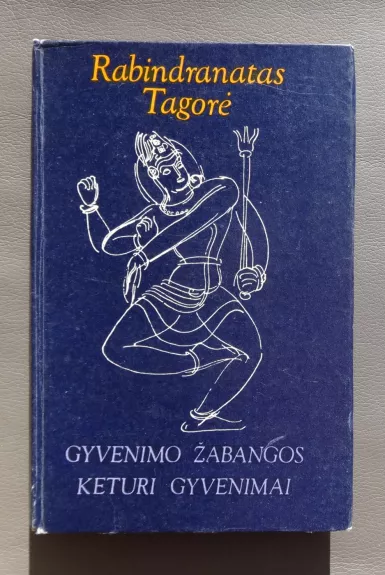 Rabindranatas
Tagorė
GYVENIMO ŽABANGOS
KETURI GYVENIMAI